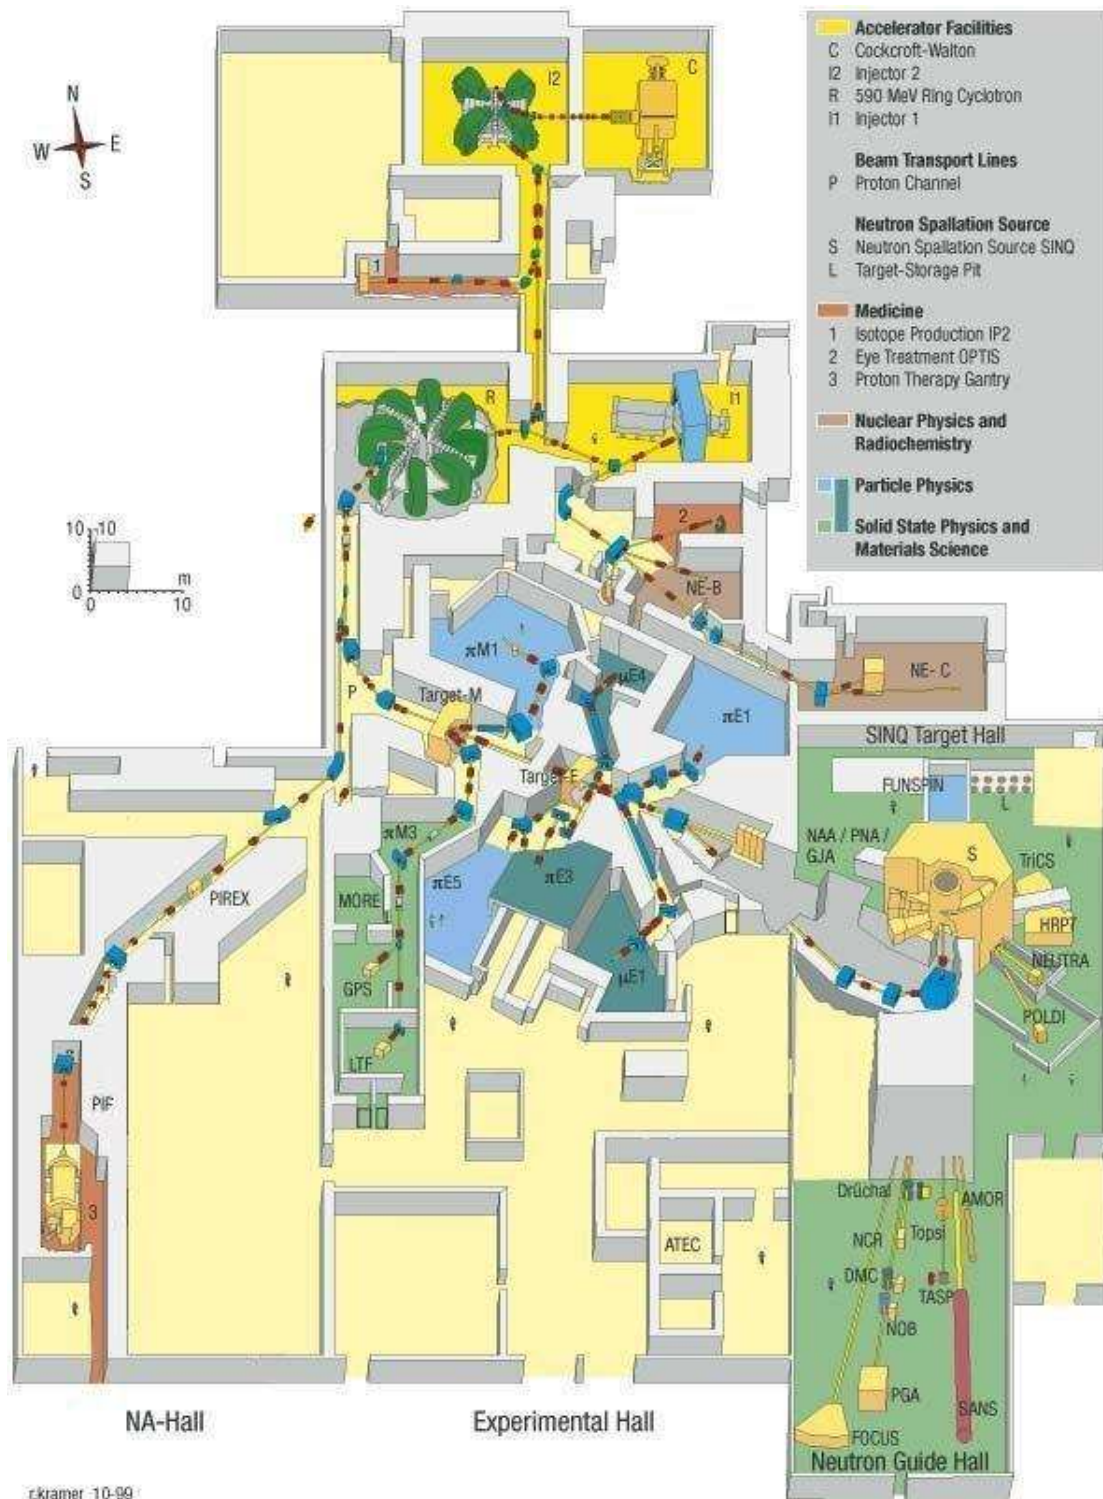 Accelerator Facilities
C Cockcroft-Walton
I2 Injector 2
R 590 MeV Ring Cyclotron
I1 Injector 1
Beam Transport Lines
P Proton Channel
Neutron Spallation Source
S Neutron Spallation Source SINQ
L Target-Storage Pit
Medicine
1 Isotope Production IP2
2 Eye Treatment OPTIS
3 Proton Therapy Gantry
Nuclear Physics and
Radiochemistry
Particle Physics
Solid State Physics and
Materials Science
N
W E
S
I2
C
1
R
I1
10 10
m
0
0 10
2
NE-B
πM1
μE4
NE- C
P
Target-M
πE1
SINQ Target Hall
Target-E
FUNSPIN
L
πM3
NAA / PNA /
GJA
S
TriCS
PIREX
MORE
πE5
πE3
HRPT
NEUTRA
GPS
μE1
POLDI
LTF
PIF
3
Drüchal
AMOR
NCR
Topsi
ATEC
DMC
TASP
NOB
PGA
SANS
FOCUS
Neutron Guide Hall
NA-Hall
Experimental Hall
r.kramer 10-99